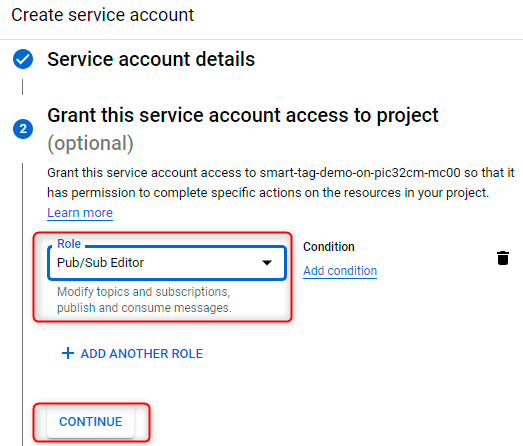 Create service account
Service account details
2
Grant this service account access to project
(optional)
Grant this service account access to smart-tag-demo-on-pic32cm-mc00 so that it
has permission to complete specific actions on the resources in your project.
Learn more
Role
Pub/Sub Editor
Condition
Add condition
Modify topics and subscriptions,
publish and consume messages.
+ ADD ANOTHER ROLE
CONTINUE